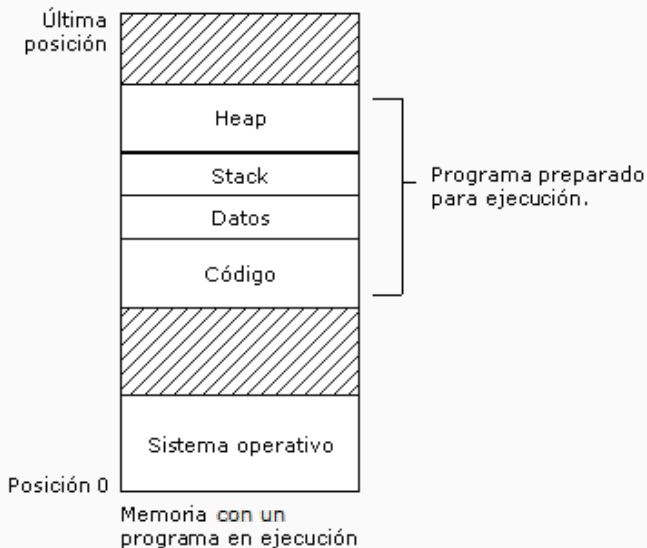 Última
posición
Heap
Stack
Datos
Código
Programa preparado
para ejecución.
Sistema operativo
Posición 0
Memoria con un
programa en ejecución